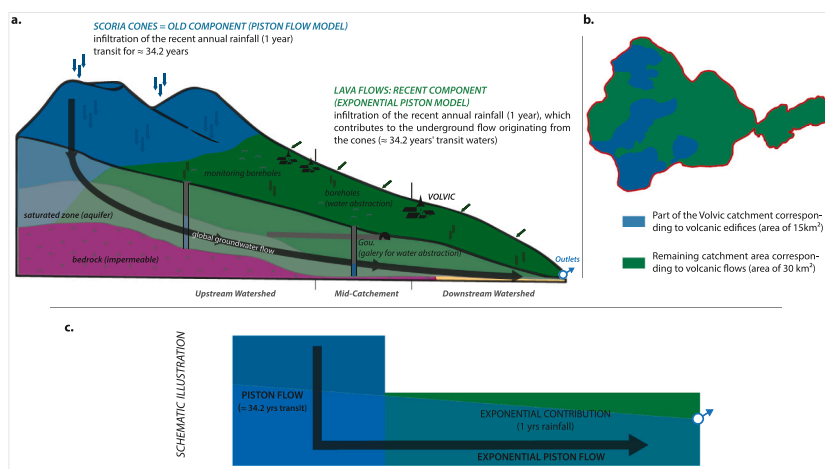 a.
SCORIA CONES = OLD COMPONENT (PISTON FLOW MODEL)
infiltration of the recent annual rainfall (1 year)
transit for ≈ 34.2 years
LAVA FLOWS: RECENT COMPONENT
(EXPONENTIAL PISTON MODEL)
infiltration of the recent annual rainfall (1 year), which
contributes to the underground flow originating from
the cones (≈ 34.2 years' transit waters)
monitoring boreholes
boreholes
(water abstraction)
VOLVIC
saturated zone (aquifer)
global groundwater flow
Gou.
(galery for water abstraction)
bedrock (impermeable)
Outlets
Upstream Watershed
Mid-Catchement
Downstream Watershed
b.
Part of the Volvic catchment correspon-
ding to volcanic edifices (area of 15km²)
Remaining catchment area correspon-
ding to volcanic flows (area of 30 km²)
c.
SCHEMATIC ILLUSTRATION
PISTON FLOW
(≈ 34.2 yrs transit)
EXPONENTIAL CONTRIBUTION
(1 yrs rainfall)
EXPONENTIAL PISTON FLOW